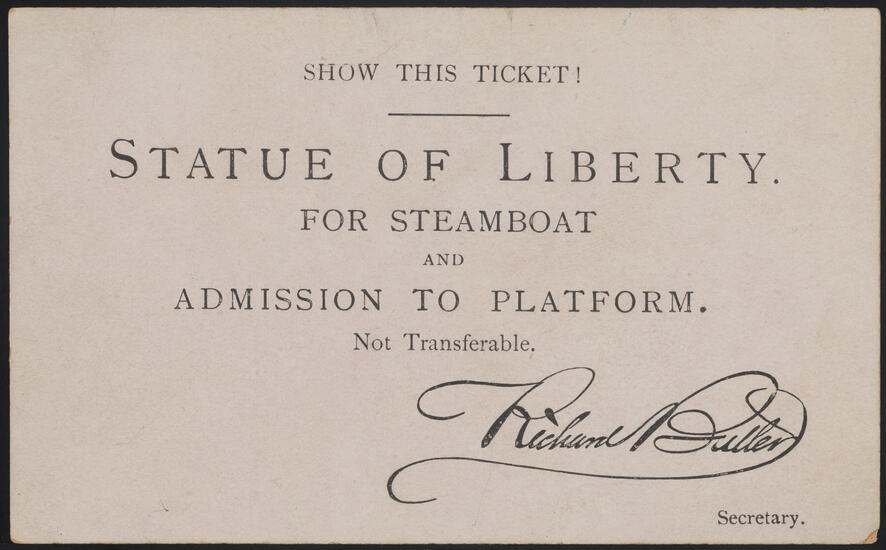 SHOW THIS TICKET!
STATUE OF LIBERTY.
FOR STEAMBOAT
AND
ADMISSION TO PLATFORM.
Not Transferable.
Richard Butler
Secretary.